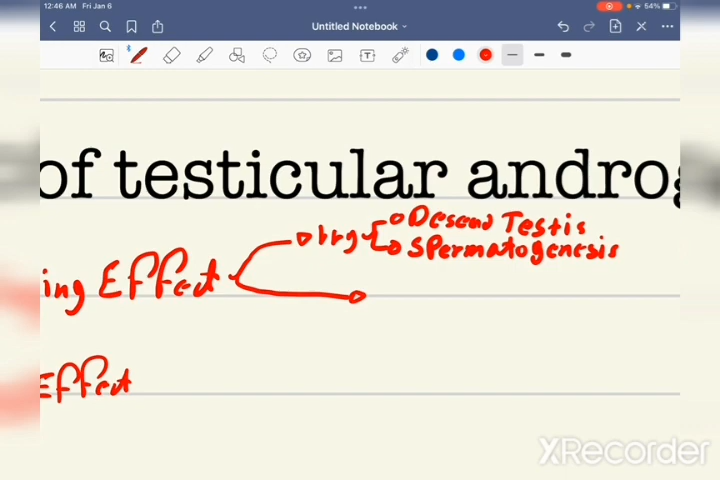 12:46 AM Fri Jan 6
54%
Untitled Notebook
of testicular androg
Descend Testis
1ry
Spermatogenesis
ing Effect
Effect
XRecorder